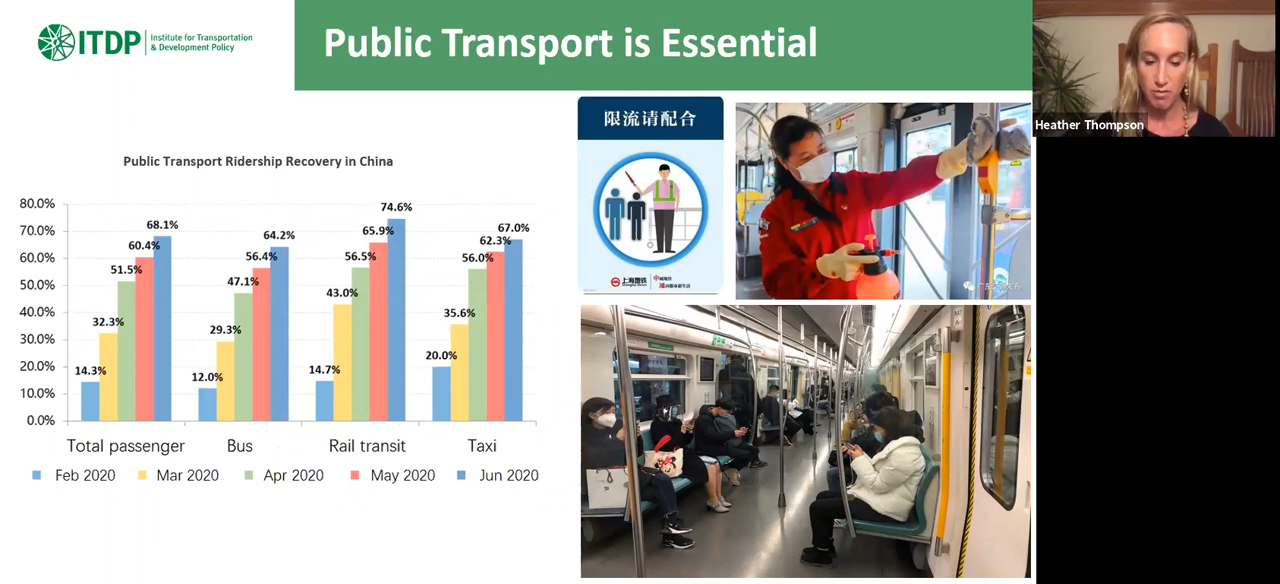 ITDP
Institute for Transportation
& Development Policy
Public Transport is Essential
Heather Thompson
Public Transport Ridership Recovery in China
80.0%
70.0%
60.0%
50.0%
40.0%
30.0%
20.0%
10.0%
0.0%
14.3%
32.3%
51.5%
60.4%
68.1%
12.0%
29.3%
47.1%
56.4%
64.2%
14.7%
43.0%
56.5%
65.9%
74.6%
20.0%
35.6%
56.0%
62.3%
67.0%
Total passenger
Bus
Rail transit
Taxi
Feb 2020
Mar 2020
Apr 2020
May 2020
Jun 2020
限流请配合
上海地铁